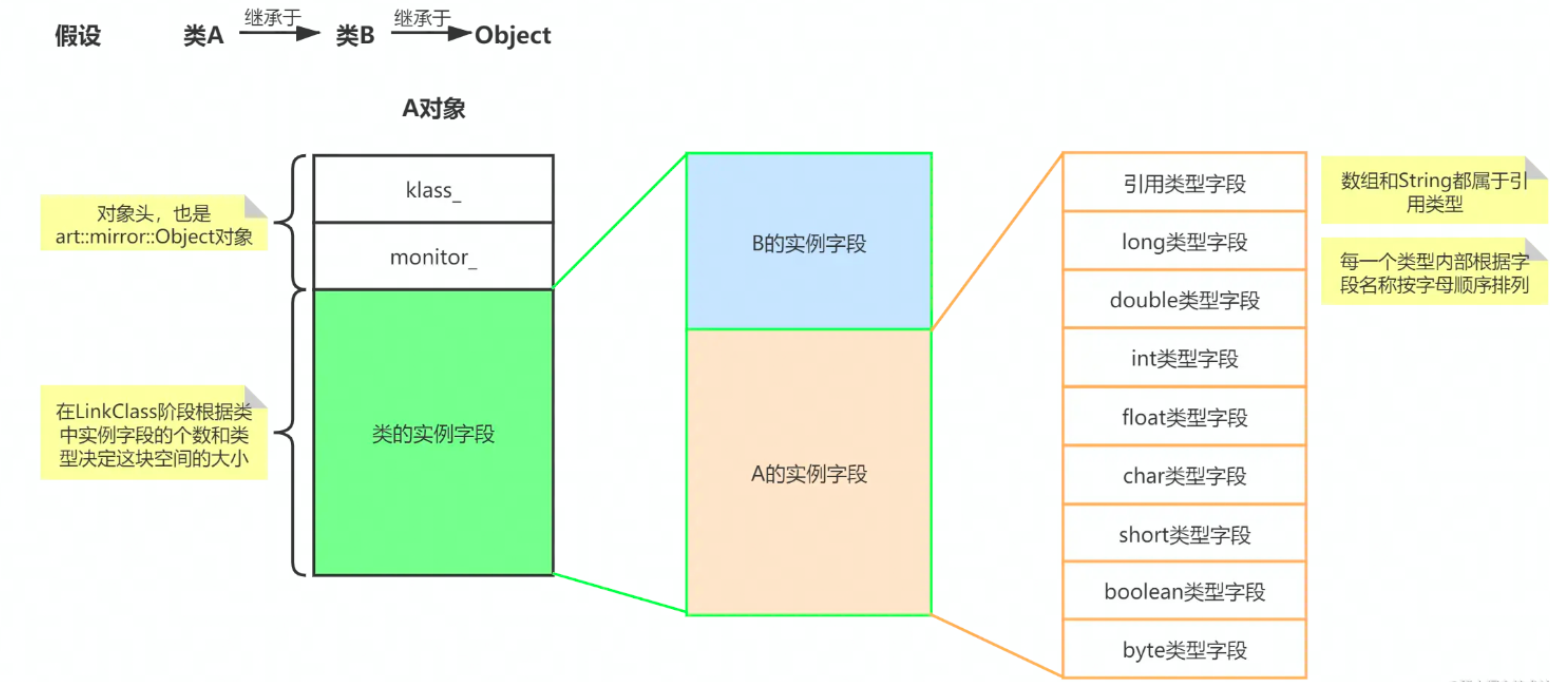 假设 类A 继承于 类B 继承于 Object
A对象
klass_
monitor_
类的实例字段
对象头，也是
art::mirror::Object对象
在LinkClass阶段根据类
中实例字段的个数和类
型决定这块空间的大小
B的实例字段
A的实例字段
引用类型字段
long类型字段
double类型字段
int类型字段
float类型字段
char类型字段
short类型字段
boolean类型字段
byte类型字段
数组和String都属于引
用类型
每一个类型内部根据字
段名称按字母顺序排列